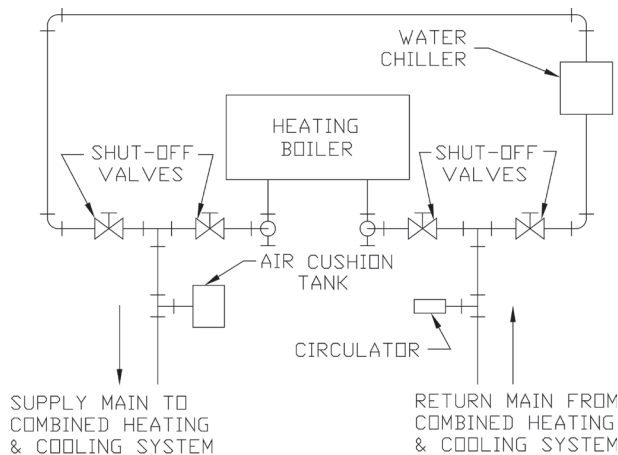 WATER
CHILLER
HEATING
BOILER
SHUT-OFF
VALVES
SHUT-OFF
VALVES
AIR CUSHION
TANK
CIRCULATOR
SUPPLY MAIN TO
COMBINED HEATING
& COOLING SYSTEM
RETURN MAIN FROM
COMBINED HEATING
& COOLING SYSTEM